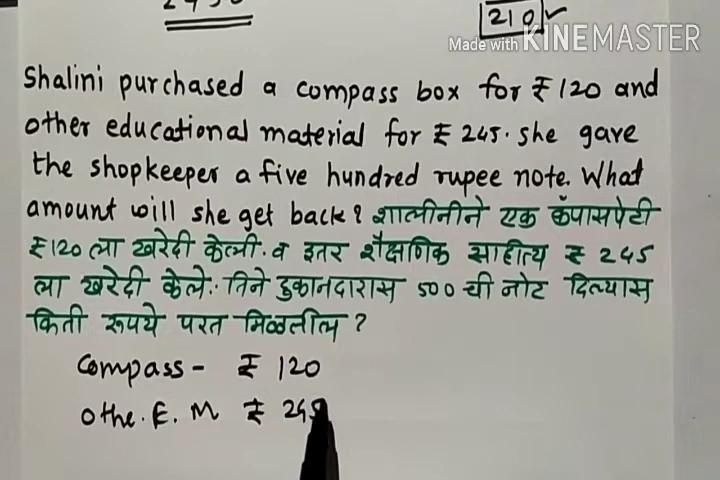 210
Made with KINEMASTER
Shalini purchased a compass box for ₹ 120 and
other educational material for ₹ 245. She gave
the shopkeeper a five hundred rupee note. What
amount will she get back? शालीनीने एक कंपासपेटी
₹120 ला खरेदी केली. व इतर शैक्षणिक साहीत्य ₹ 245
ला खरेदी केले. तिने दुकानदारास 500 ची नोट दिल्यास
किती रूपये परत मिळतील?
Compass - ₹ 120
Othe. E. M ₹ 245